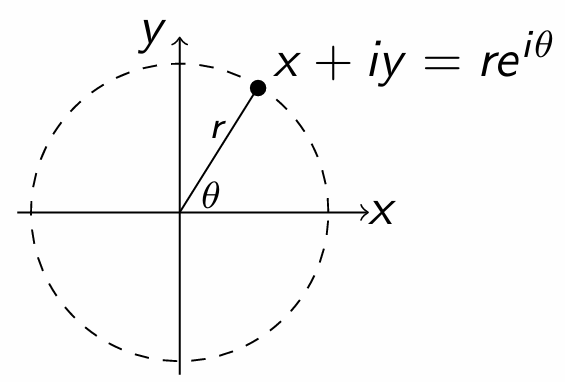 y
x + iy = re^{iθ}
r
θ
x